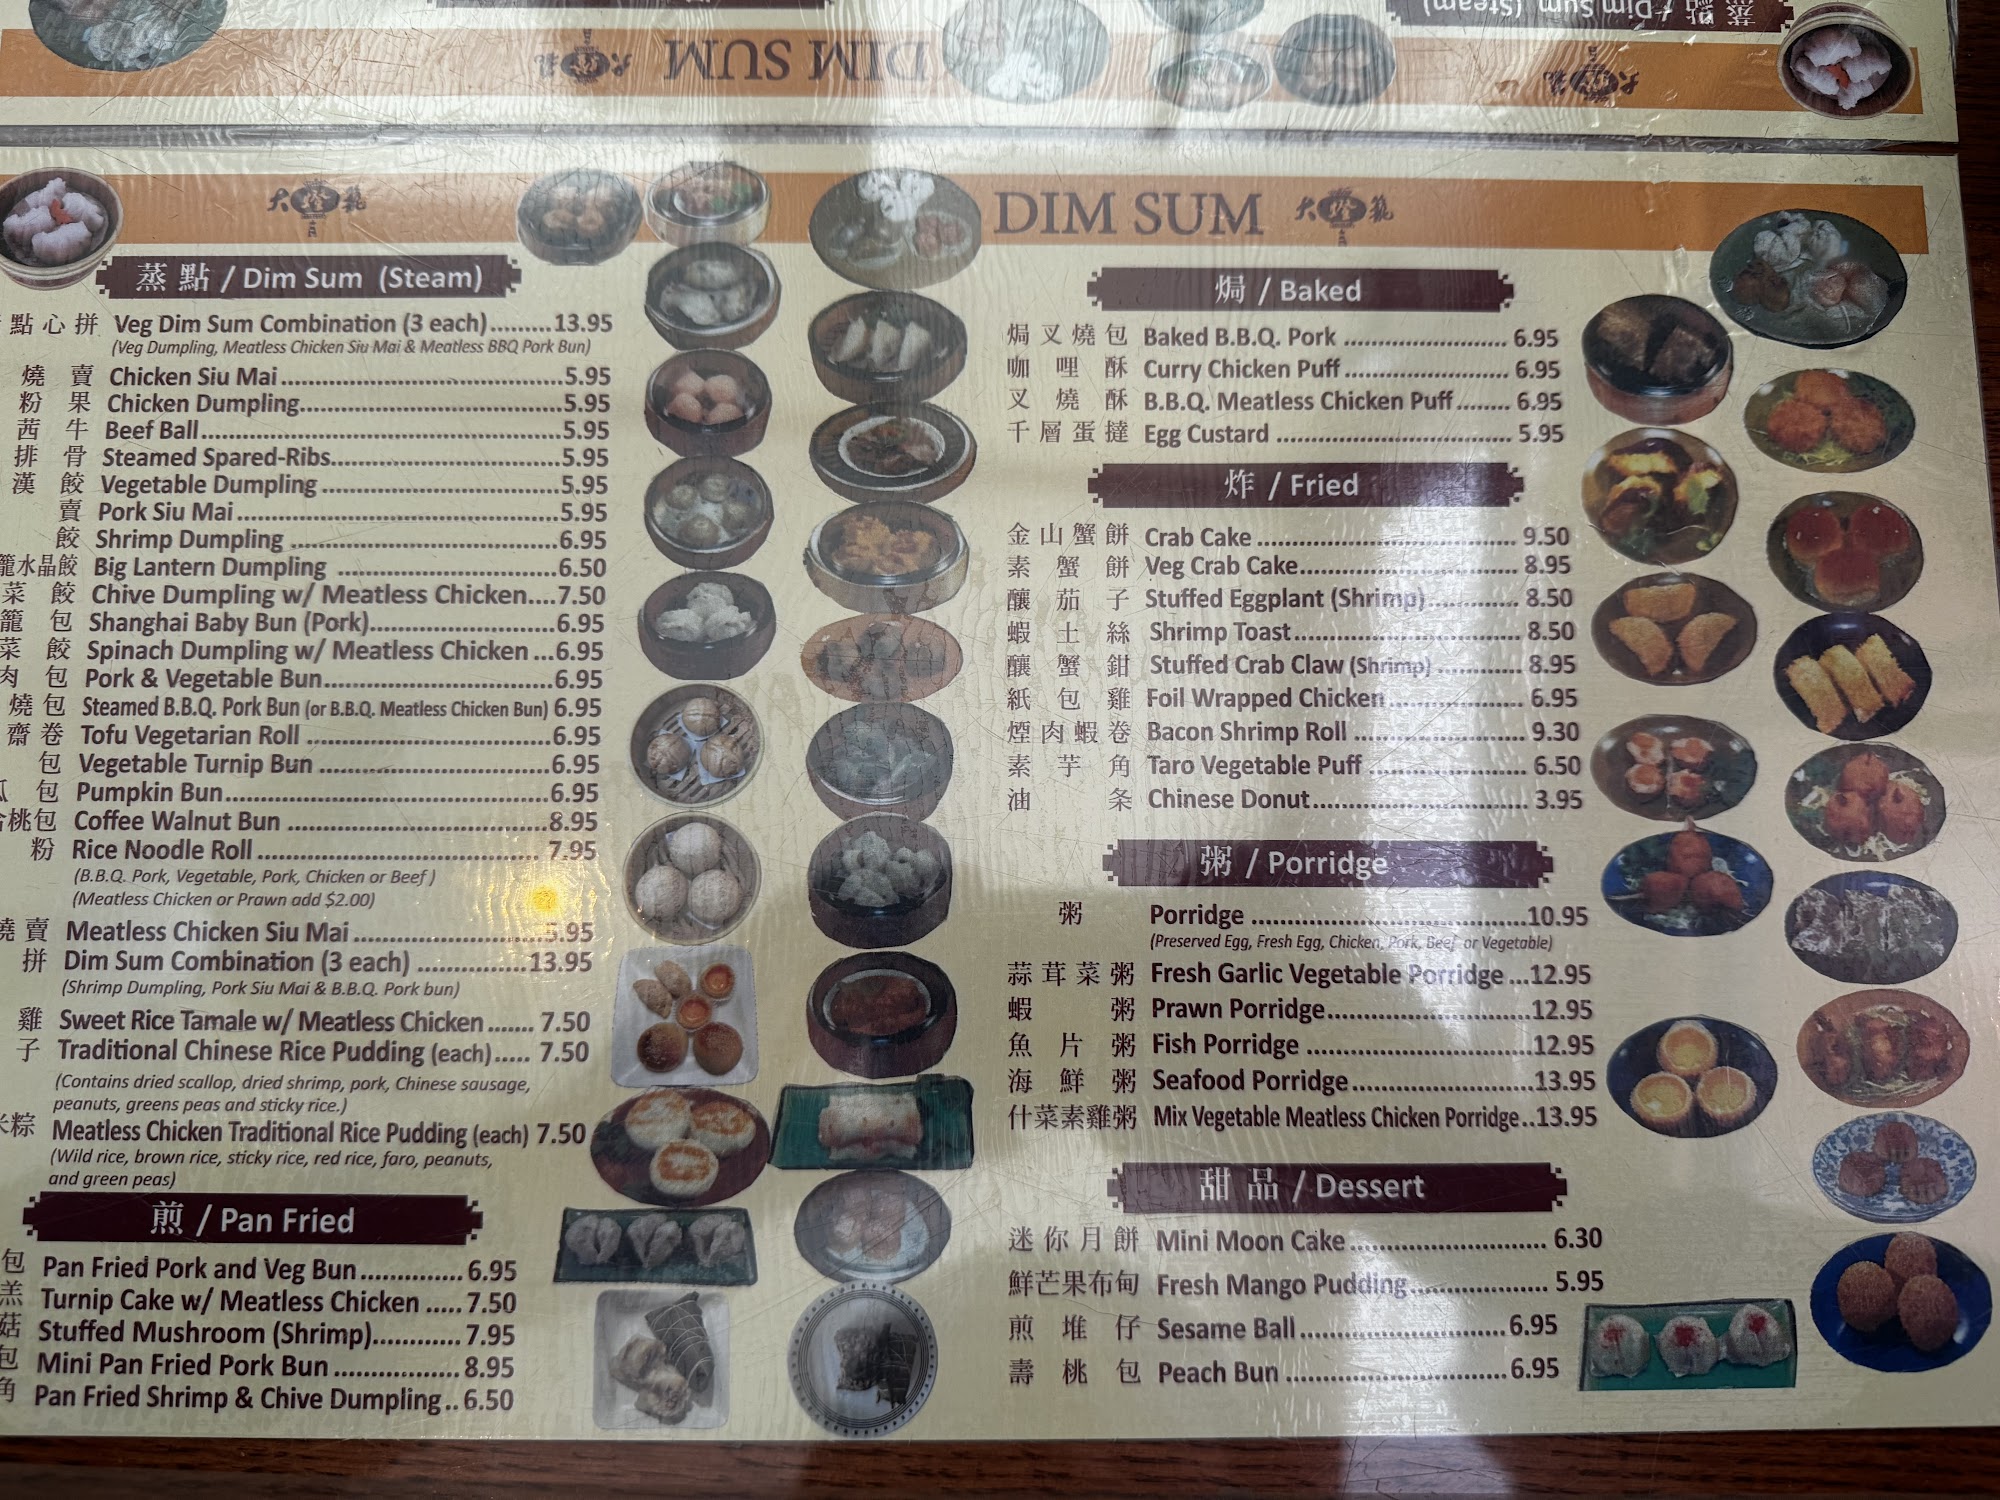 DIM SUM
蒸點 / Dim Sum (Steam)
大燈籠
蒸 點 / Dim Sum (Steam)
點心拼 Veg Dim Sum Combination (3 each).........13.95
(Veg Dumpling, Meatless Chicken Siu Mai & Meatless BBQ Pork Bun)
燒賣 Chicken Siu Mai.......5.95
粉果 Chicken Dumpling.......5.95
茜牛 Beef Ball.......5.95
排骨 Steamed Spared-Ribs.......5.95
漢餃 Vegetable Dumpling.......5.95
賣 Pork Siu Mai.......5.95
餃 Shrimp Dumpling.......6.95
籠水晶餃 Big Lantern Dumpling.......6.50
菜餃 Chive Dumpling w/ Meatless Chicken....7.50
籠包 Shanghai Baby Bun (Pork).......6.95
菜餃 Spinach Dumpling w/ Meatless Chicken ...6.95
肉包 Pork & Vegetable Bun.......6.95
燒包 Steamed B.B.Q. Pork Bun (or B.B.Q. Meatless Chicken Bun) 6.95
齋卷 Tofu Vegetarian Roll.......6.95
包 Vegetable Turnip Bun.......6.95
瓜包 Pumpkin Bun.......6.95
桃包 Coffee Walnut Bun.......8.95
粉 Rice Noodle Roll.......7.95
(B.B.Q. Pork, Vegetable, Pork, Chicken or Beef )
(Meatless Chicken or Prawn add $2.00)
燒賣 Meatless Chicken Siu Mai.......5.95
拼 Dim Sum Combination (3 each).......13.95
(Shrimp Dumpling, Pork Siu Mai & B.B.Q. Pork bun)
雞 Sweet Rice Tamale w/ Meatless Chicken....... 7.50
子 Traditional Chinese Rice Pudding (each)..... 7.50
(Contains dried scallop, dried shrimp, pork, Chinese sausage,
peanuts, greens peas and sticky rice.)
米粽 Meatless Chicken Traditional Rice Pudding (each) 7.50
(Wild rice, brown rice, sticky rice, red rice, faro, peanuts,
and green peas)
煎 / Pan Fried
包 Pan Fried Pork and Veg Bun.......6.95
糕 Turnip Cake w/ Meatless Chicken .....7.50
菇 Stuffed Mushroom (Shrimp).......7.95
包 Mini Pan Fried Pork Bun.......8.95
角 Pan Fried Shrimp & Chive Dumpling..6.50
DIM SUM 大燈籠
焗 / Baked
焗叉燒包 Baked B.B.Q. Pork.......6.95
咖哩酥 Curry Chicken Puff.......6.95
叉燒酥 B.B.Q. Meatless Chicken Puff.......6.95
千層蛋撻 Egg Custard.......5.95
炸 / Fried
金山蟹餅 Crab Cake.......9.50
素蟹餅 Veg Crab Cake.......8.95
釀茄子 Stuffed Eggplant (Shrimp).......8.50
蝦土絲 Shrimp Toast.......8.50
釀蟹鉗 Stuffed Crab Claw (Shrimp).......8.95
紙包雞 Foil Wrapped Chicken.......6.95
煙肉蝦卷 Bacon Shrimp Roll.......9.30
素芋角 Taro Vegetable Puff.......6.50
油条 Chinese Donut.......3.95
粥 / Porridge
粥 Porridge.......10.95
(Preserved Egg, Fresh Egg, Chicken, Pork, Beef or Vegetable)
蒜茸菜粥 Fresh Garlic Vegetable Porridge ...12.95
蝦粥 Prawn Porridge.......12.95
魚片粥 Fish Porridge.......12.95
海鮮粥 Seafood Porridge.......13.95
什菜素雞粥 Mix Vegetable Meatless Chicken Porridge..13.95
甜 品 / Dessert
迷你月餅 Mini Moon Cake....... 6.30
鮮芒果布甸 Fresh Mango Pudding....... 5.95
煎堆仔 Sesame Ball.......6.95
壽桃包 Peach Bun.......6.95